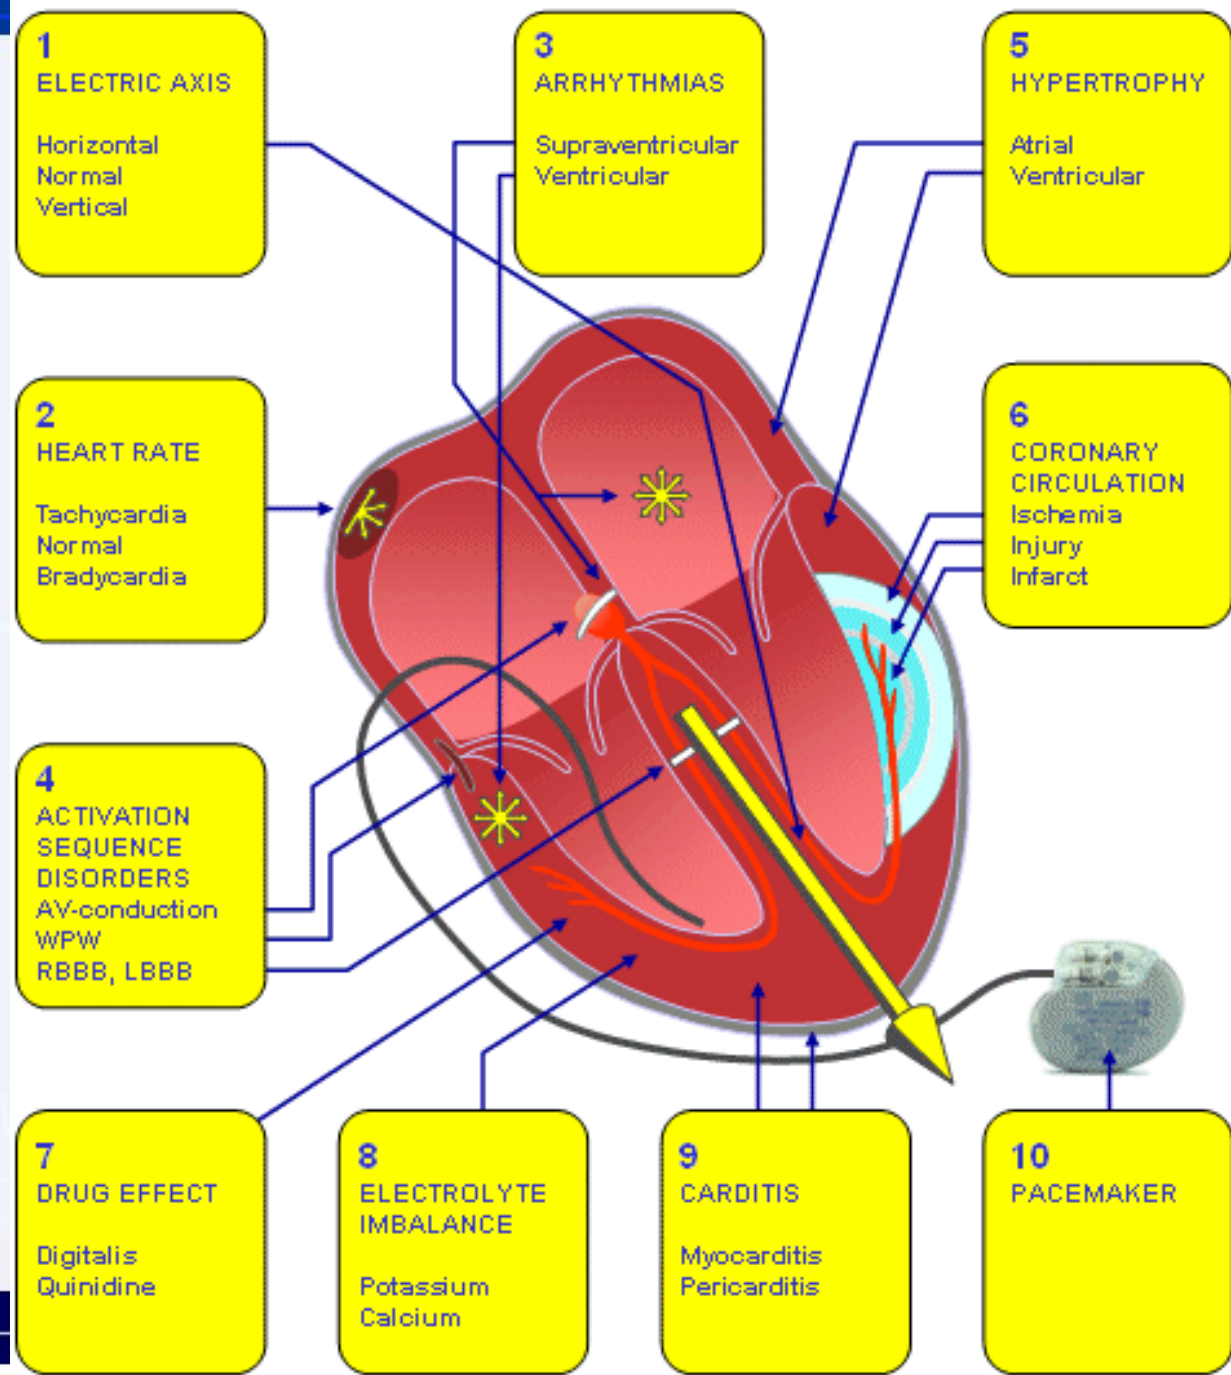 1
ELECTRIC AXIS
Horizontal
Normal
Vertical
2
HEART RATE
Tachycardia
Normal
Bradycardia
3
ARRHYTHMIAS
Supraventricular
Ventricular
4
ACTIVATION
SEQUENCE
DISORDERS
AV-conduction
WPW
RBBB, LBBB
5
HYPERTROPHY
Atrial
Ventricular
6
CORONARY
CIRCULATION
Ischemia
Injury
Infarct
7
DRUG EFFECT
Digitalis
Quinidine
8
ELECTROLYTE
IMBALANCE
Potassium
Calcium
9
CARDITIS
Myocarditis
Pericarditis
10
PACEMAKER